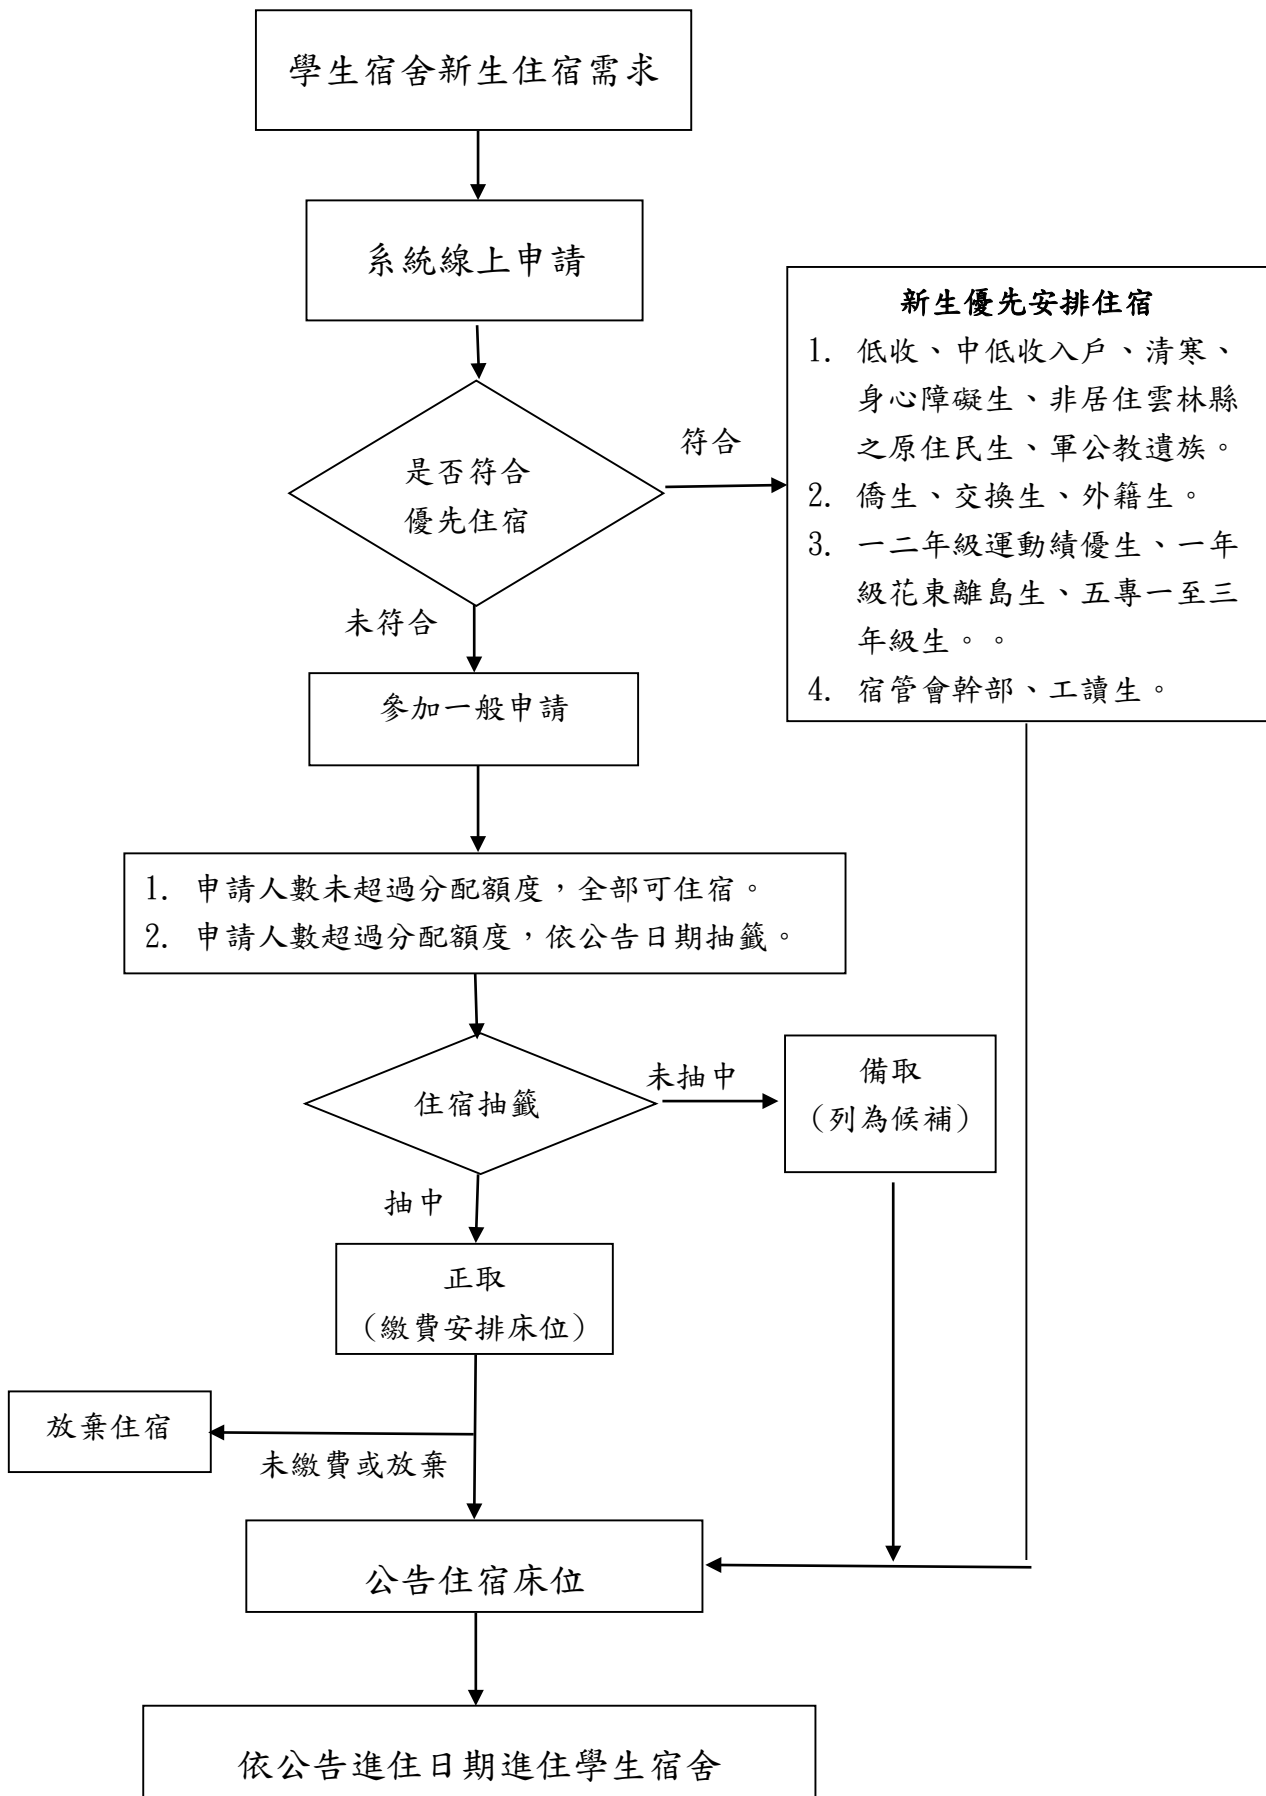 學生宿舍新生住宿需求
系統線上申請
新生優先安排住宿
1. 低收、中低收入戶、清寒、
身心障礙生、非居住雲林縣
之原住民生、軍公教遺族。
2. 僑生、交換生、外籍生。
3. 一二年級運動績優生、一年
級花東離島生、五專一至三
年級生。。
4. 宿管會幹部、工讀生。
是否符合
優先住宿
符合
未符合
參加一般申請
1. 申請人數未超過分配額度，全部可住宿。
2. 申請人數超過分配額度，依公告日期抽籤。
住宿抽籤
未抽中
備取
（列為候補）
抽中
正取
（繳費安排床位）
放棄住宿
未繳費或放棄
公告住宿床位
依公告進住日期進住學生宿舍